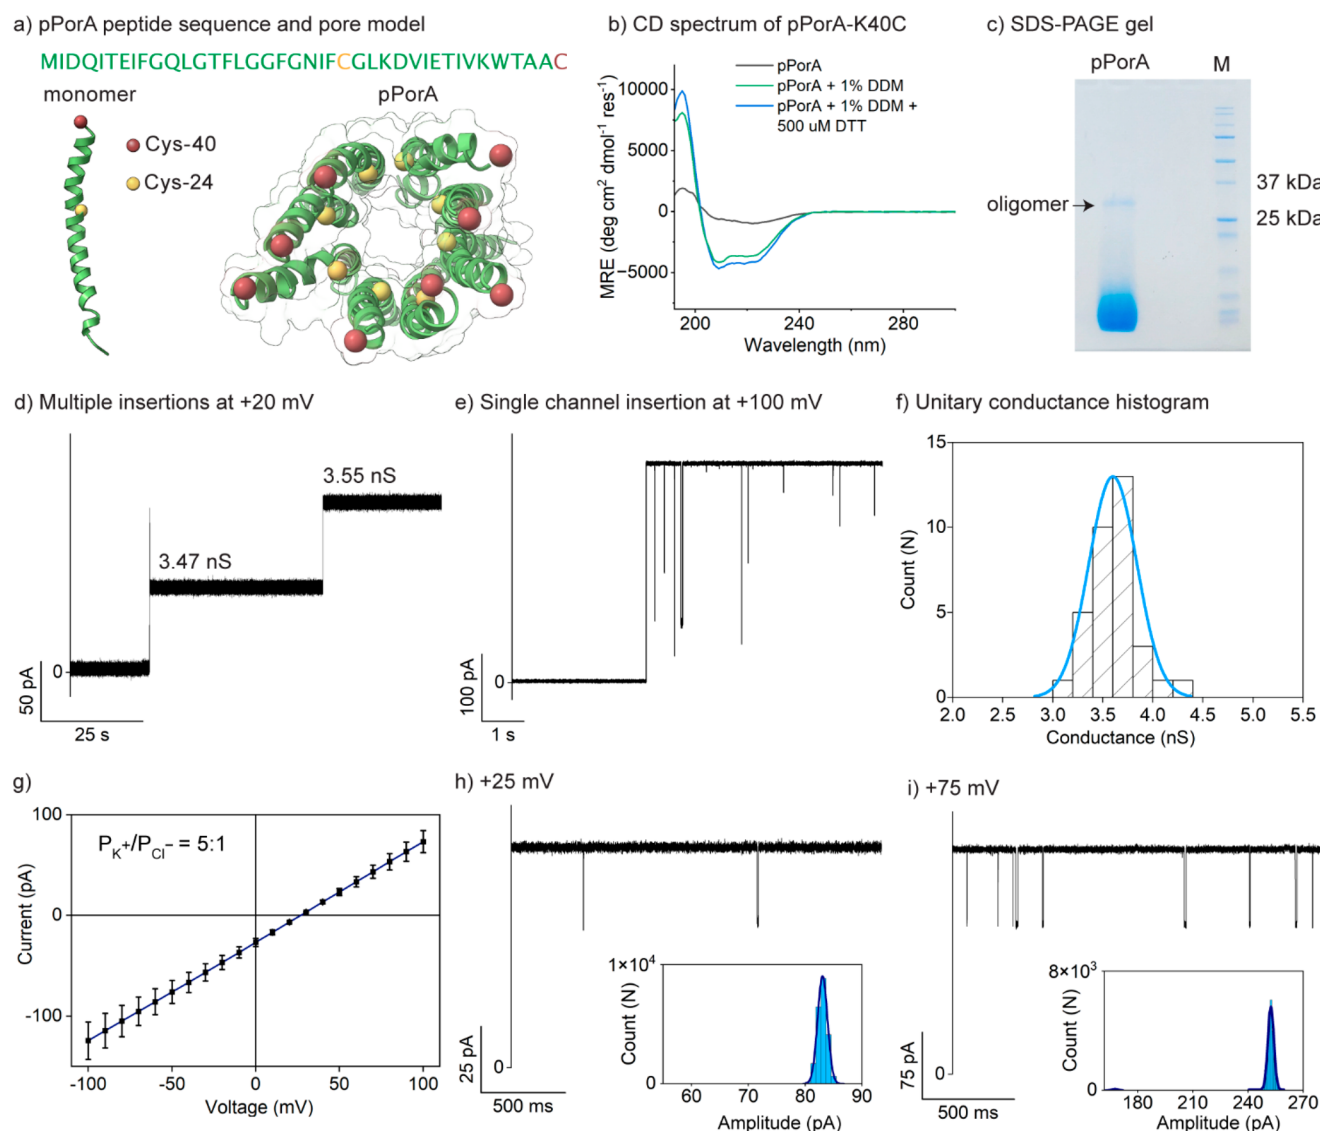 a) pPorA peptide sequence and pore model
MIDQITEIFGQLGTFLGGFGNIFCGLKDVIETIVKWTAAC
monomer
pPorA
Cys-40
Cys-24
b) CD spectrum of pPorA-K40C
pPorA
pPorA + 1% DDM
pPorA + 1% DDM +
500 uM DTT
MRE (deg cm² dmol⁻¹ res⁻¹)
10000
5000
0
−5000
200
240
280
Wavelength (nm)
c) SDS-PAGE gel
pPorA
M
37 kDa
25 kDa
oligomer
d) Multiple insertions at +20 mV
3.55 nS
3.47 nS
0
50 pA
25 s
e) Single channel insertion at +100 mV
0
100 pA
1 s
f) Unitary conductance histogram
Count (N)
15
10
5
0
2.0
2.5
3.0
3.5
4.0
4.5
5.0
5.5
Conductance (nS)
g)
P_K⁺/P_Cl⁻ = 5:1
Current (pA)
100
0
-100
-100
-50
0
50
100
Voltage (mV)
h) +25 mV
0
25 pA
500 ms
Count (N)
1×10⁴
0
60
70
80
90
Amplitude (pA)
i) +75 mV
0
75 pA
500 ms
Count (N)
8×10³
0
180
210
240
270
Amplitude (pA)